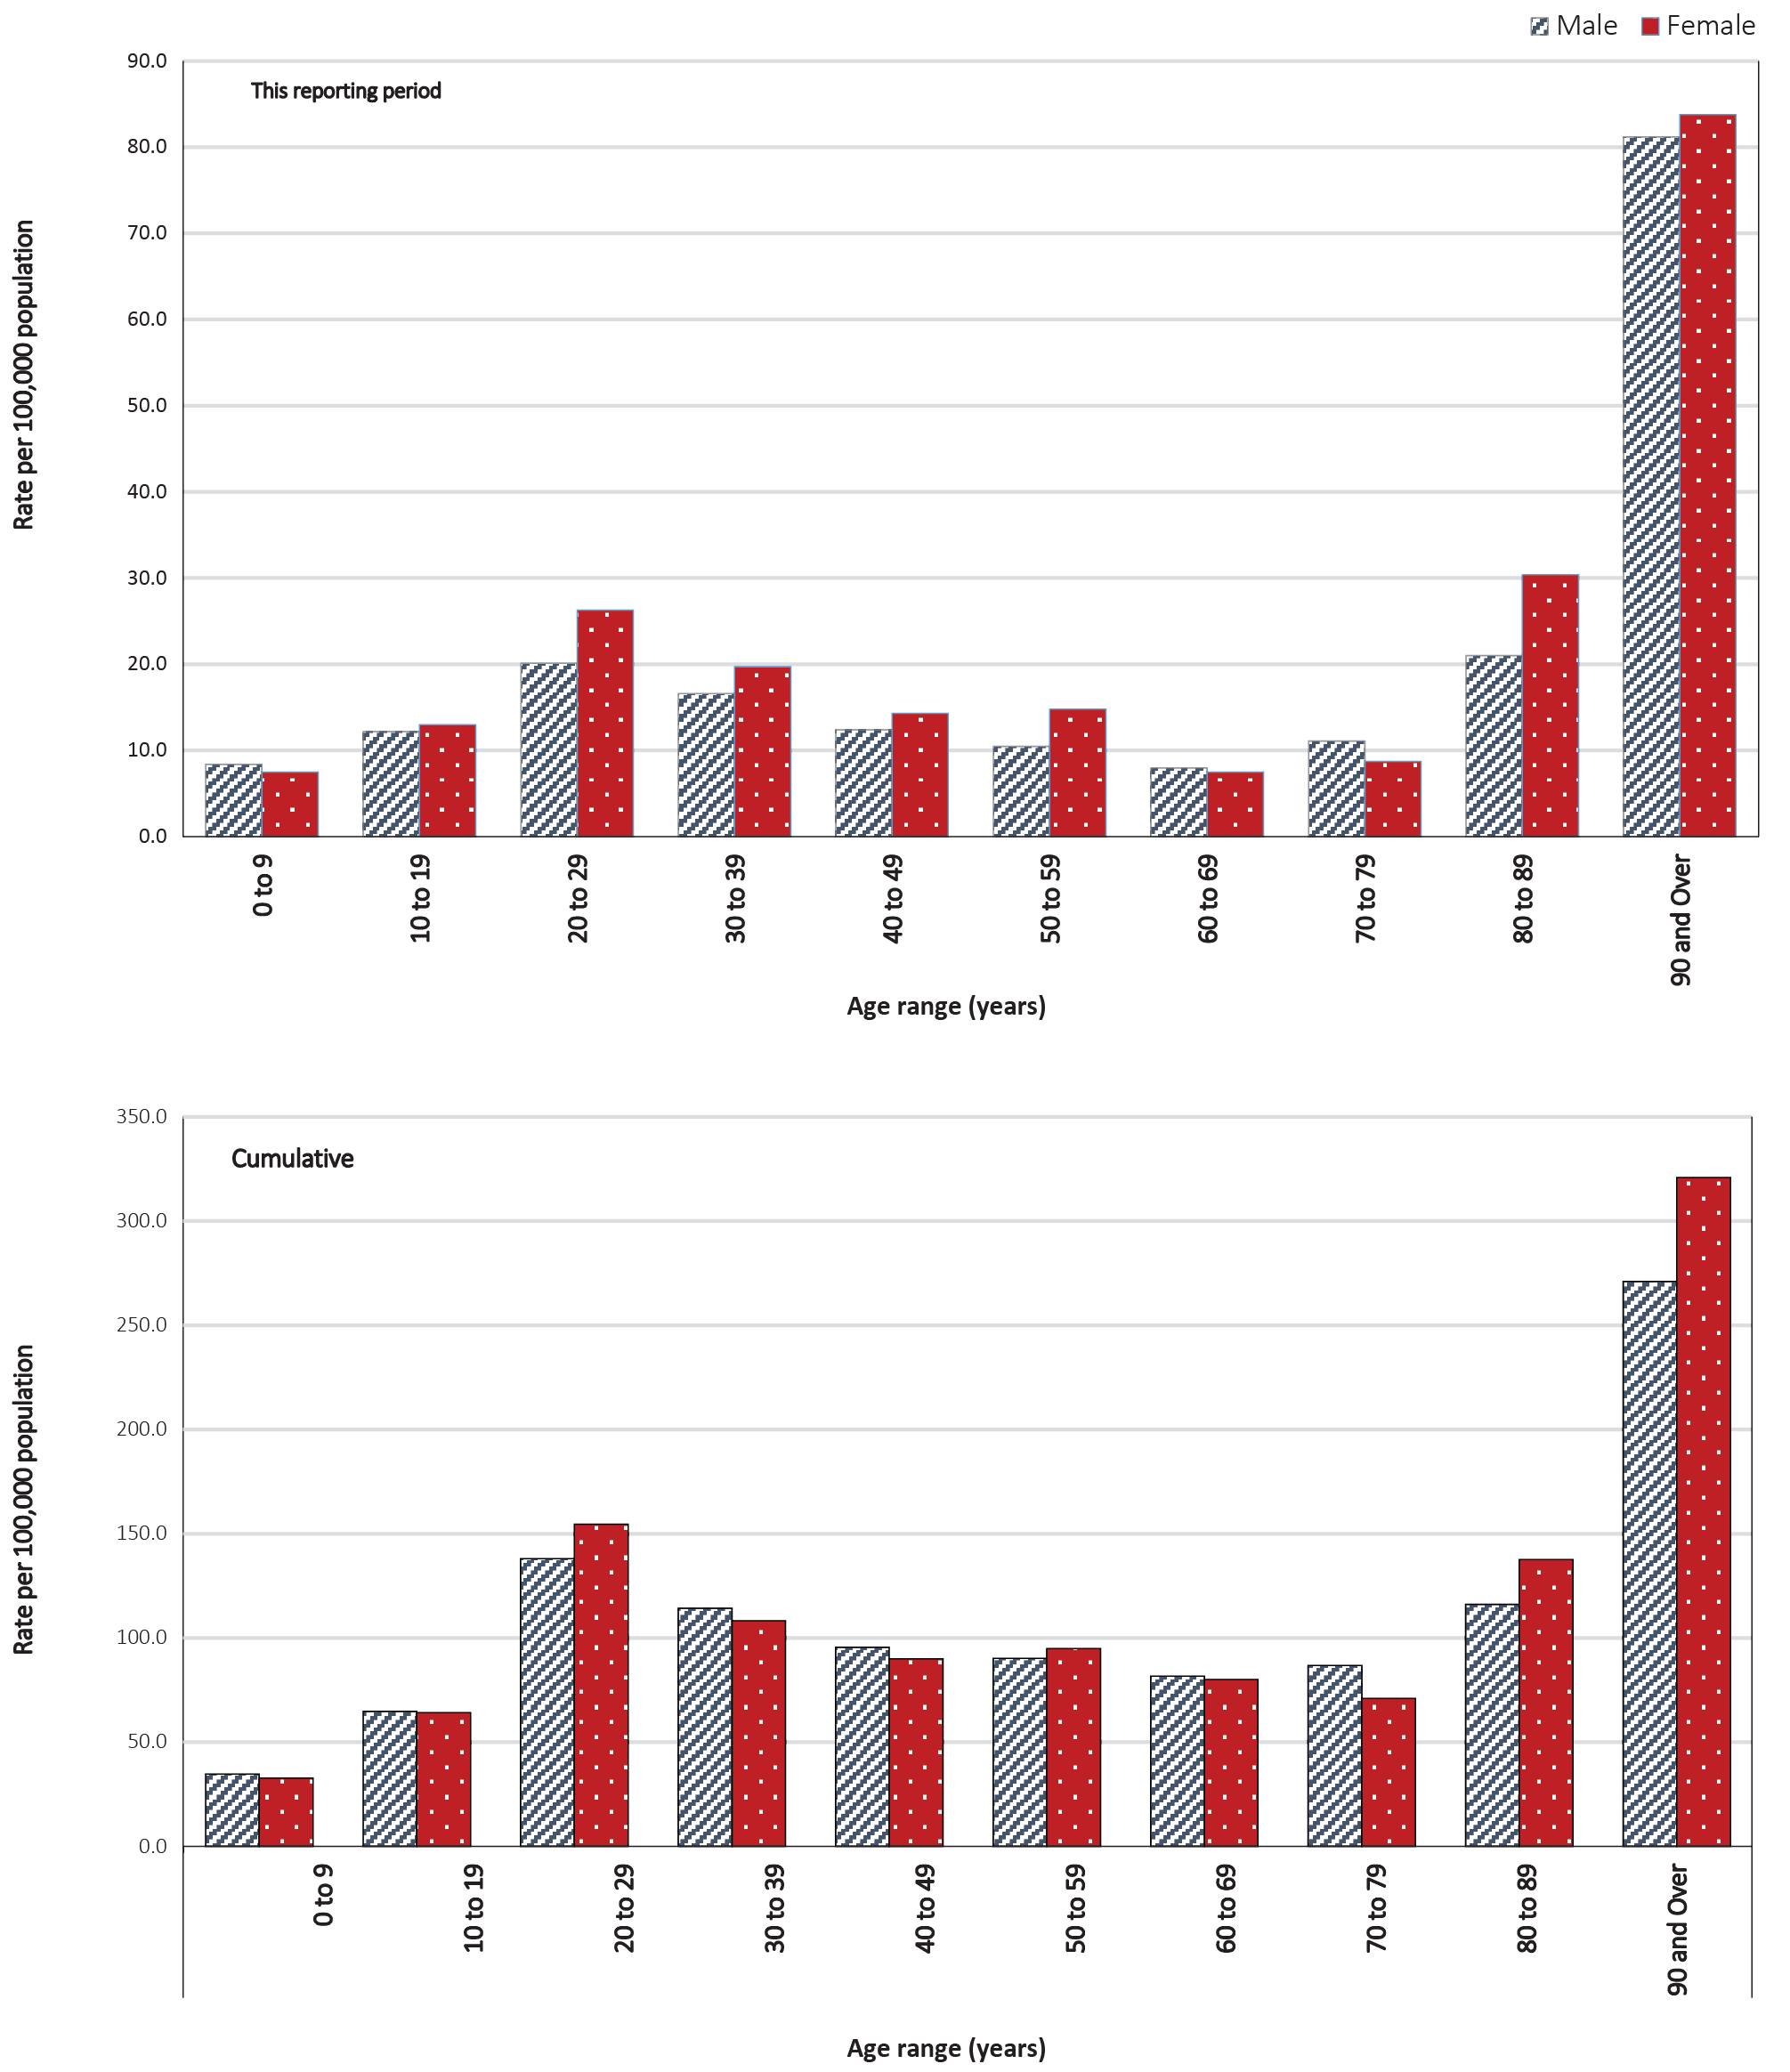 Male Female
This reporting period
90.0
80.0
70.0
60.0
50.0
40.0
30.0
20.0
10.0
0.0
Rate per 100,000 population
0 to 9
10 to 19
20 to 29
30 to 39
40 to 49
50 to 59
60 to 69
70 to 79
80 to 89
90 and Over
Age range (years)
Cumulative
350.0
300.0
250.0
200.0
150.0
100.0
50.0
0.0
Rate per 100,000 population
0 to 9
10 to 19
20 to 29
30 to 39
40 to 49
50 to 59
60 to 69
70 to 79
80 to 89
90 and Over
Age range (years)